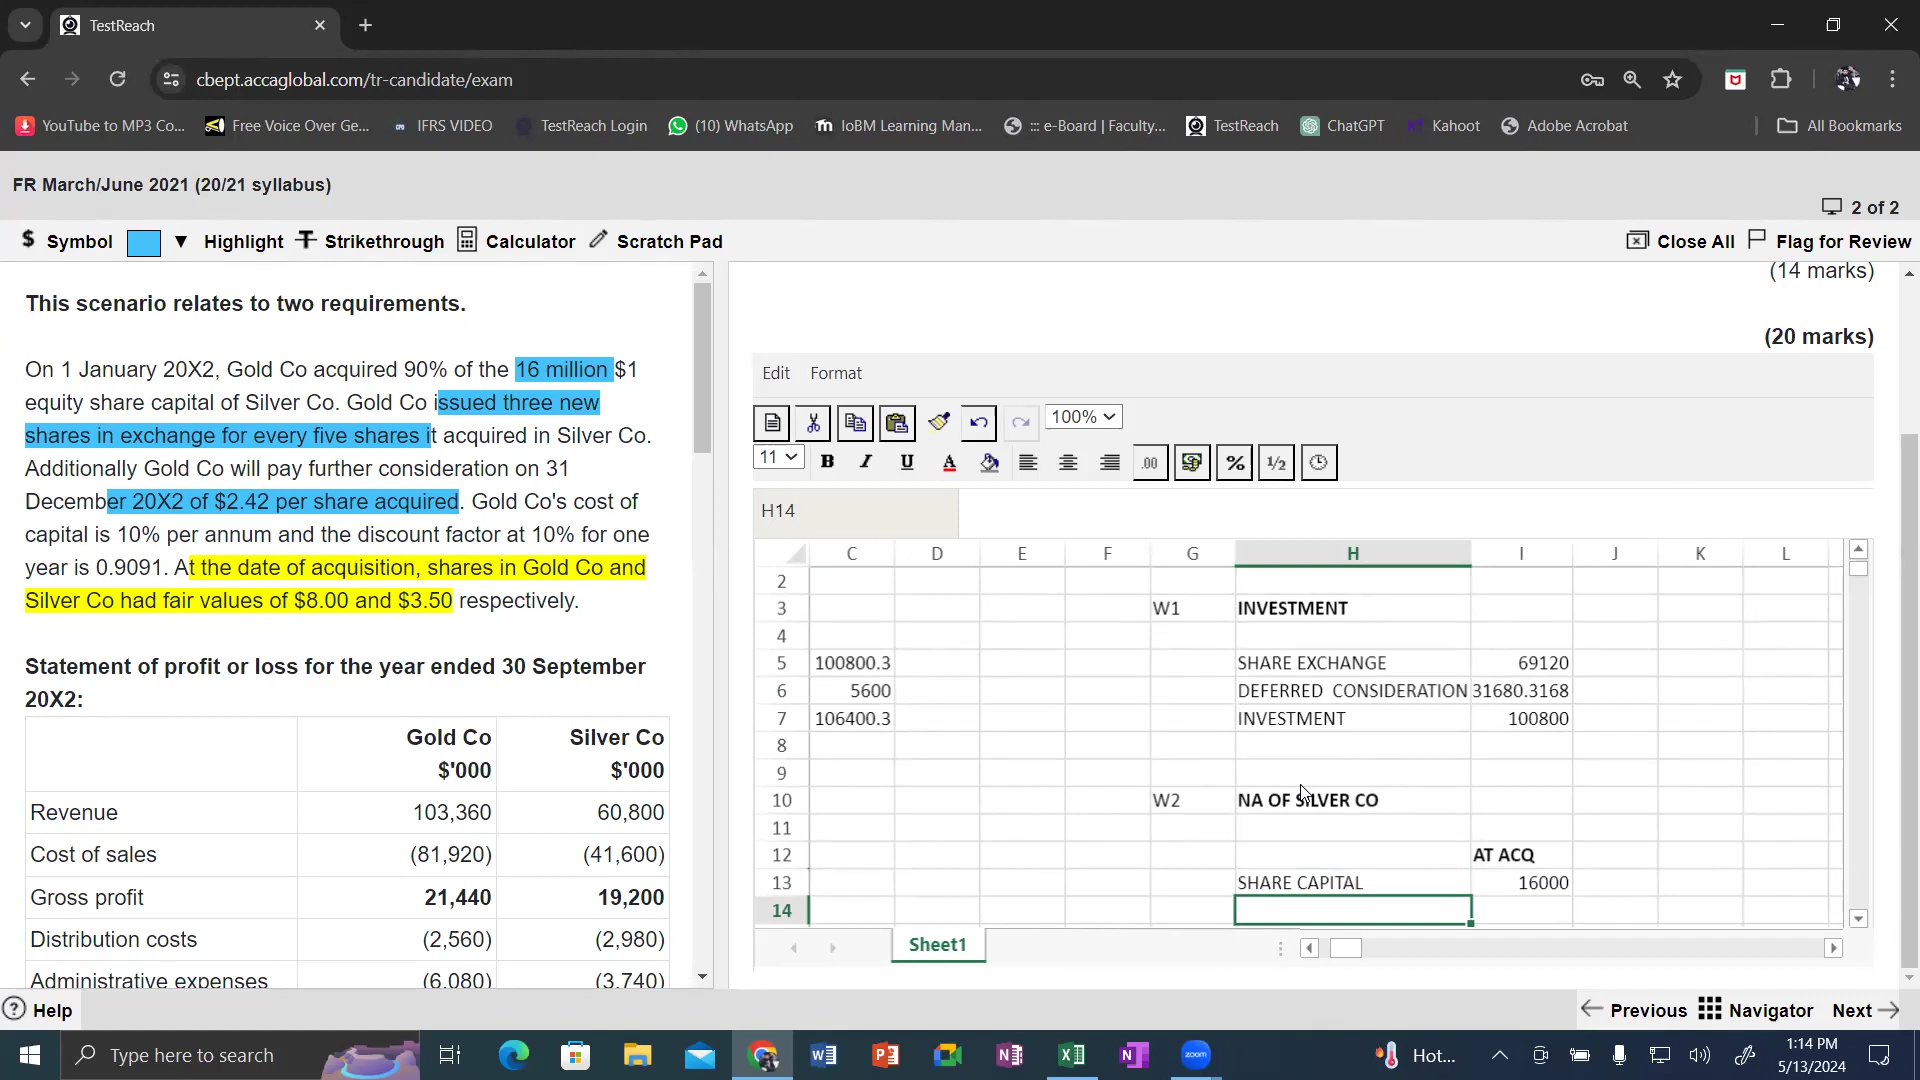 TestReach
cbept.accaglobal.com/tr-candidate/exam
YouTube to MP3 Co...
Free Voice Over Ge...
IFRS VIDEO
TestReach Login
(10) WhatsApp
IoBM Learning Man...
::: e-Board | Faculty...
TestReach
ChatGPT
Kahoot
Adobe Acrobat
All Bookmarks
FR March/June 2021 (20/21 syllabus)
2 of 2
$ Symbol
Highlight
Strikethrough
Calculator
Scratch Pad
Close All
Flag for Review
This scenario relates to two requirements.
On 1 January 20X2, Gold Co acquired 90% of the 16 million $1
equity share capital of Silver Co. Gold Co issued three new
shares in exchange for every five shares it acquired in Silver Co.
Additionally Gold Co will pay further consideration on 31
December 20X2 of $2.42 per share acquired. Gold Co's cost of
capital is 10% per annum and the discount factor at 10% for one
year is 0.9091. At the date of acquisition, shares in Gold Co and
Silver Co had fair values of $8.00 and $3.50 respectively.
Statement of profit or loss for the year ended 30 September
20X2:
Gold Co Silver Co
$'000 $'000
Revenue 103,360 60,800
Cost of sales (81,920) (41,600)
Gross profit 21,440 19,200
Distribution costs (2,560) (2,980)
Administrative expenses (6,080) (3,740)
(14 marks)
(20 marks)
Edit Format
100%
11 B I U A .00 % 1/2
H14
C D E F G H I J K L
2
3 W1 INVESTMENT
4
5 100800.3 SHARE EXCHANGE 69120
6 5600 DEFERRED CONSIDERATION 31680.3168
7 106400.3 INVESTMENT 100800
8
9
10 W2 NA OF SILVER CO
11
12 AT ACQ
13 SHARE CAPITAL 16000
14
Sheet1
Help
Previous
Navigator
Next
Type here to search
zoom
Hot...
1:14 PM
5/13/2024